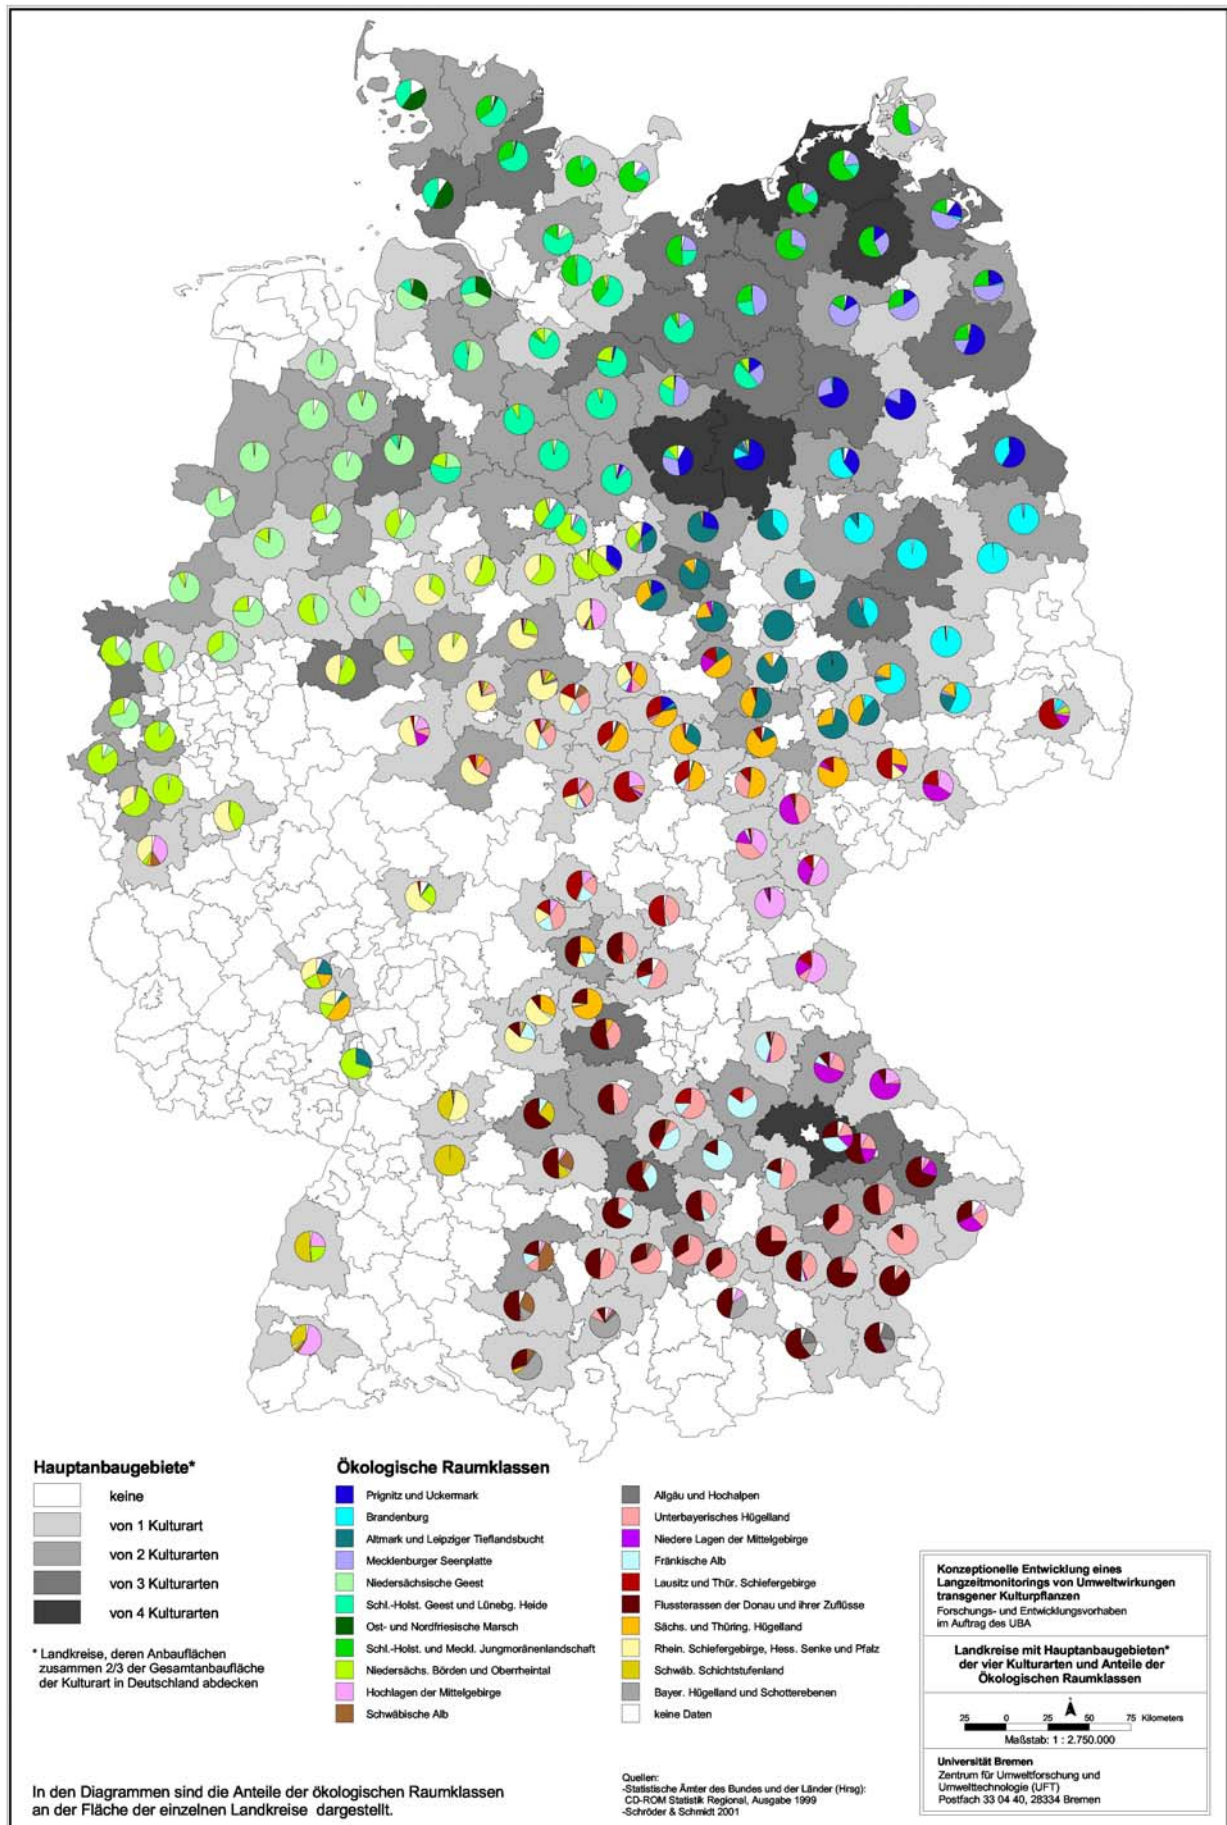 Hauptanbaugebiete*
keine
von 1 Kulturart
von 2 Kulturarten
von 3 Kulturarten
von 4 Kulturarten
* Landkreise, deren Anbauflächen
zusammen 2/3 der Gesamtanbaufläche
der Kulturart in Deutschland abdecken
Ökologische Raumklassen
Prignitz und Uckermark
Brandenburg
Altmark und Leipziger Tieflandsbucht
Mecklenburger Seenplatte
Niedersächsische Geest
Schl.-Holst. Geest und Lünebg. Heide
Ost- und Nordfriesische Marsch
Schl.-Holst. und Meckl. Jungmoränenlandschaft
Niedersächs. Börden und Oberrheintal
Hochlagen der Mittelgebirge
Schwäbische Alb
Allgäu und Hochalpen
Unterbayerisches Hügelland
Niedere Lagen der Mittelgebirge
Fränkische Alb
Lausitz und Thür. Schiefergebirge
Flussterassen der Donau und ihrer Zuflüsse
Sächs. und Thüring. Hügelland
Rhein. Schiefergebirge, Hess. Senke und Pfalz
Schwäb. Schichtstufenland
Bayer. Hügelland und Schotterebenen
keine Daten
In den Diagrammen sind die Anteile der ökologischen Raumklassen
an der Fläche der einzelnen Landkreise dargestellt.
Quellen:
-Statistische Ämter des Bundes und der Länder (Hrsg):
CD-ROM Statistik Regional, Ausgabe 1999
-Schröder & Schmidt 2001
Konzeptionelle Entwicklung eines
Langzeitmonitorings von Umweltwirkungen
transgener Kulturpflanzen
Forschungs- und Entwicklungsvorhaben
im Auftrag des UBA
Landkreise mit Hauptanbaugebieten*
der vier Kulturarten und Anteile der
Ökologischen Raumklassen
25 0 25 50 75 Kilometers
Maßstab: 1 : 2.750.000
Universität Bremen
Zentrum für Umweltforschung und
Umwelttechnologie (UFT)
Postfach 33 04 40, 28334 Bremen